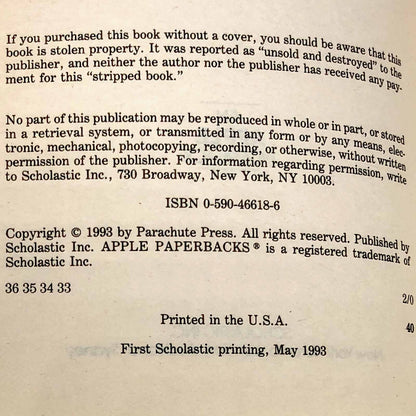 If you purchased this book without a cover, you should be aware that this
book is stolen property. It was reported as "unsold and destroyed" to the
publisher, and neither the author nor the publisher has received any pay-
ment for this "stripped book."
No part of this publication may be reproduced in whole or in part, or stored
in a retrieval system, or transmitted in any form or by any means, elec-
tronic, mechanical, photocopying, recording, or otherwise, without written
permission of the publisher. For information regarding permission, write
to Scholastic Inc., 730 Broadway, New York, NY 10003.
ISBN 0-590-46618-6
Copyright © 1993 by Parachute Press. All rights reserved. Published by
Scholastic Inc. APPLE PAPERBACKS ® is a registered trademark of
Scholastic Inc.
36 35 34 33
2/0
Printed in the U.S.A.
40
First Scholastic printing, May 1993